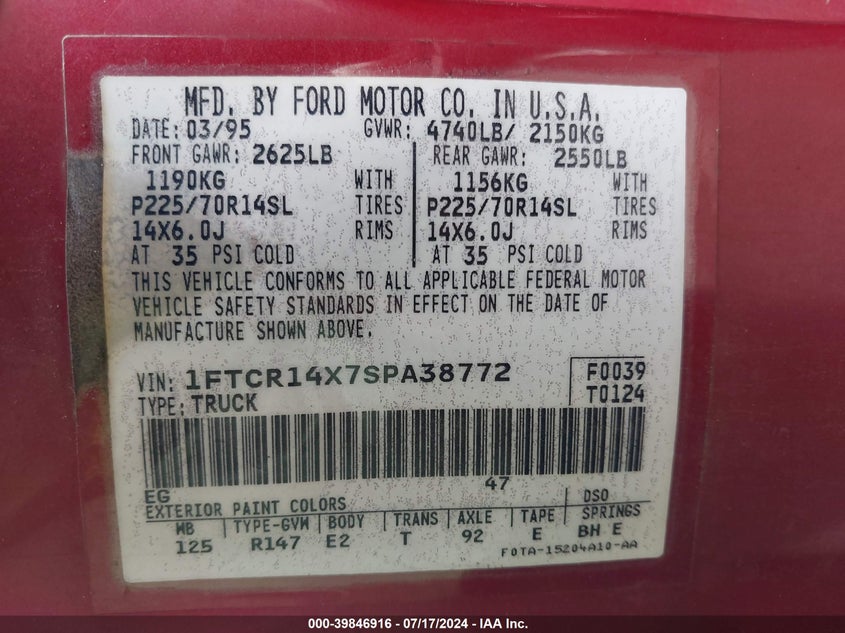 MFD. BY FORD MOTOR CO. IN U.S.A.
DATE: 03/95 GVWR: 4740LB/ 2150KG
FRONT GAWR: 2625LB REAR GAWR: 2550LB
1190KG WITH 1156KG WITH
P225/70R14SL TIRES P225/70R14SL TIRES
14X6.0J RIMS 14X6.0J RIMS
AT 35 PSI COLD AT 35 PSI COLD
THIS VEHICLE CONFORMS TO ALL APPLICABLE FEDERAL MOTOR
VEHICLE SAFETY STANDARDS IN EFFECT ON THE DATE OF
MANUFACTURE SHOWN ABOVE.
VIN: 1FTCR14X7SPA38772 F0039
TYPE: TRUCK T0124
47
EG DSO
EXTERIOR PAINT COLORS
WB TYPE-GVW BODY TRANS AXLE TAPE SPRINGS
125 R147 E2 T 92 E BH E
F0TA-15204A10-AA
000-39846916 - 07/17/2024 - IAA Inc.